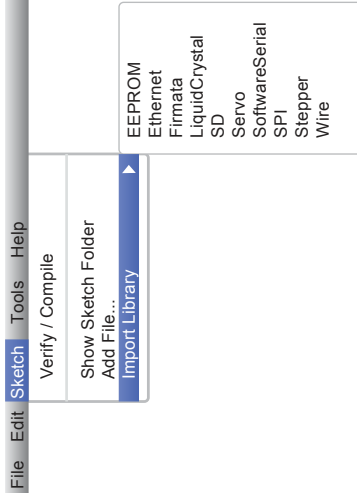 File Edit Sketch Tools Help
Verify / Compile
Show Sketch Folder
Add File...
Import Library
EEPROM
Ethernet
Firmata
LiquidCrystal
SD
Servo
SoftwareSerial
SPI
Stepper
Wire